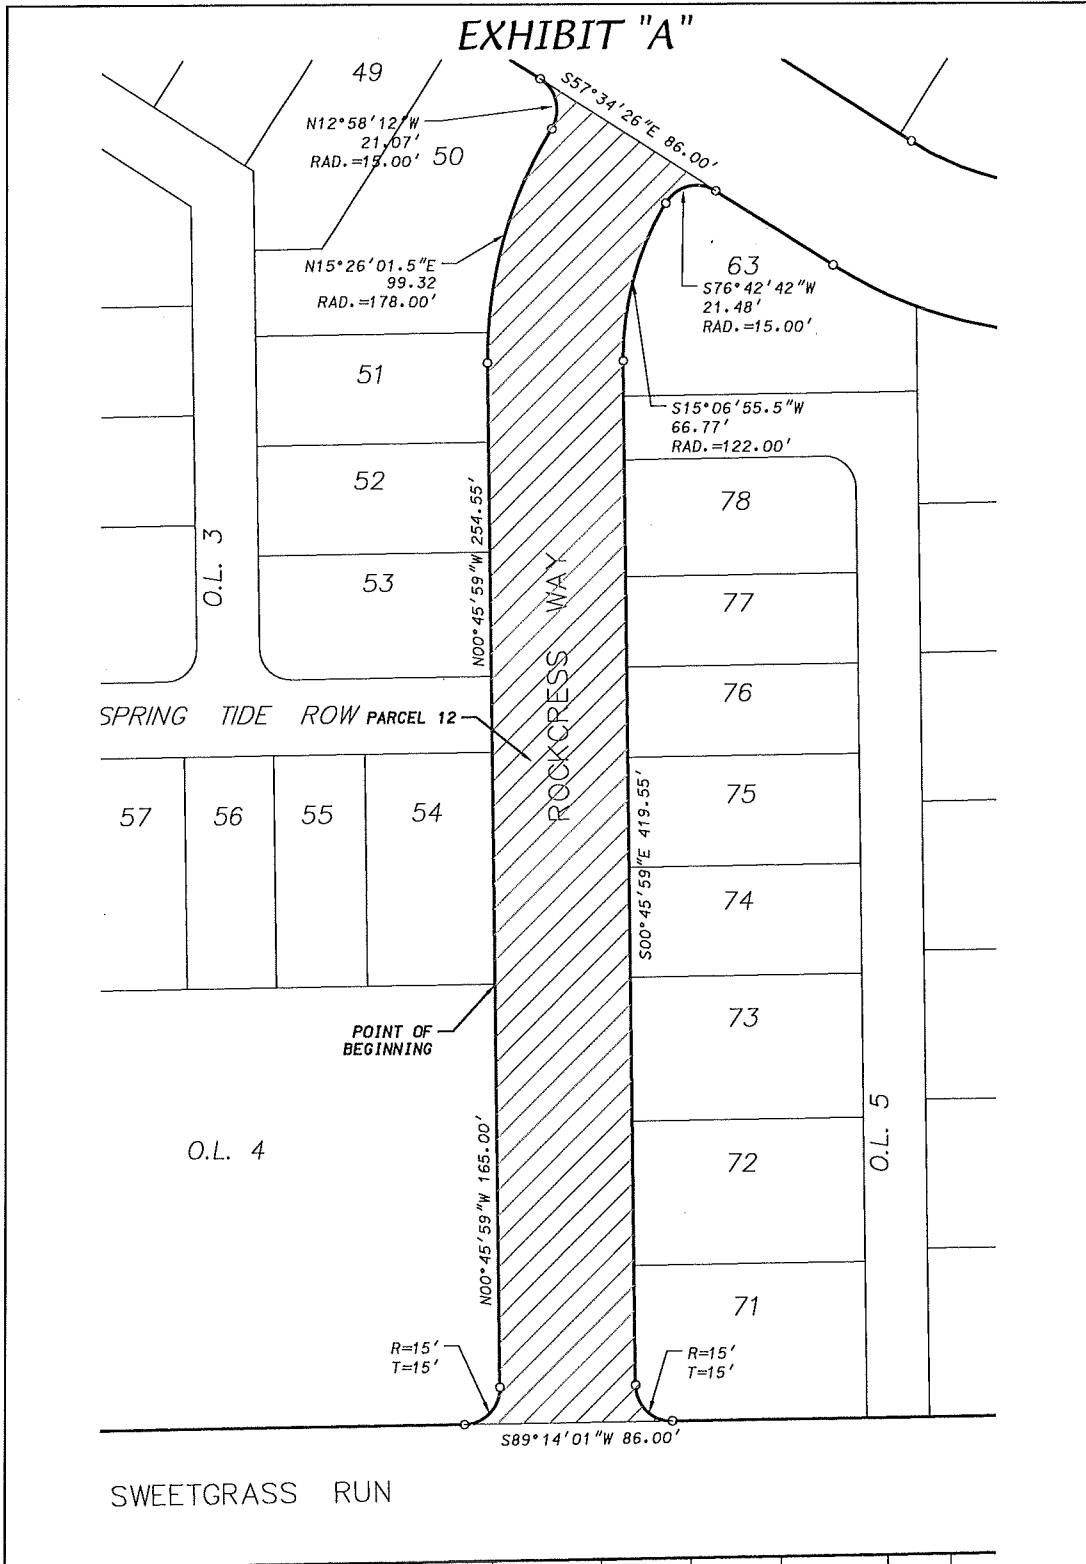 EXHIBIT "A"
49
S57°34'26"E 86.00'
N12°58'12"W
21.07'
RAD.=15.00'
50
N15°26'01.5"E
99.32
RAD.=178.00'
63
S76°42'42"W
21.48'
RAD.=15.00'
51
S15°06'55.5"W
66.77'
RAD.=122.00'
52
78
N00°45'59"W 254.55'
O.L. 3
53
77
ROCKCRESS WAY
76
SPRING TIDE ROW
PARCEL 12
57
56
55
54
75
S00°45'59"E 419.55'
74
POINT OF
BEGINNING
73
O.L. 4
N00°45'59"W 165.00'
72
O.L. 5
71
R=15'
T=15'
R=15'
T=15'
S89°14'01"W 86.00'
SWEETGRASS RUN